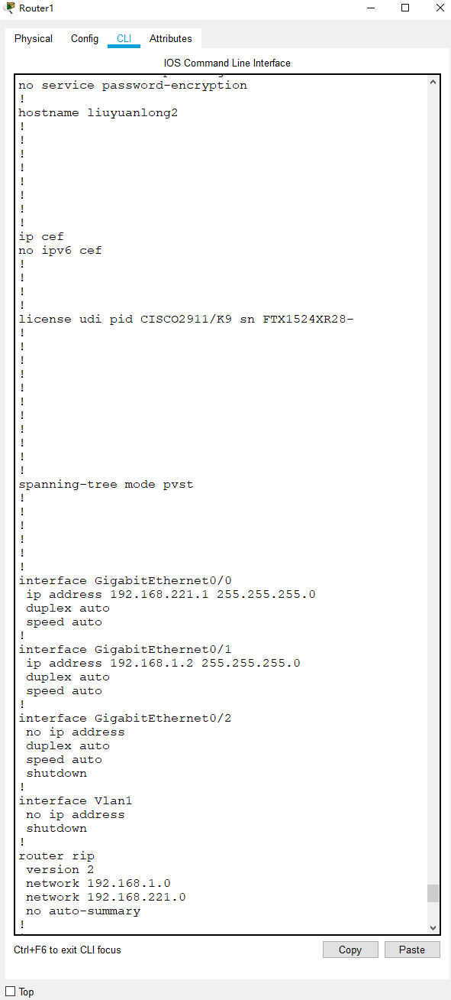 Router1
Physical Config CLI Attributes
IOS Command Line Interface
no service password-encryption
!
hostname liuyuanlong2
!
!
!
!
!
!
!
!
ip cef
no ipv6 cef
!
!
!
!
license udi pid CISCO2911/K9 sn FTX1524XR28-
!
!
!
!
!
!
!
!
!
!
!
spanning-tree mode pvst
!
!
!
!
!
!
interface GigabitEthernet0/0
ip address 192.168.221.1 255.255.255.0
duplex auto
speed auto
!
interface GigabitEthernet0/1
ip address 192.168.1.2 255.255.255.0
duplex auto
speed auto
!
interface GigabitEthernet0/2
no ip address
duplex auto
speed auto
shutdown
!
interface Vlan1
no ip address
shutdown
!
router rip
version 2
network 192.168.1.0
network 192.168.221.0
no auto-summary
!
Ctrl+F6 to exit CLI focus
Copy Paste
Top